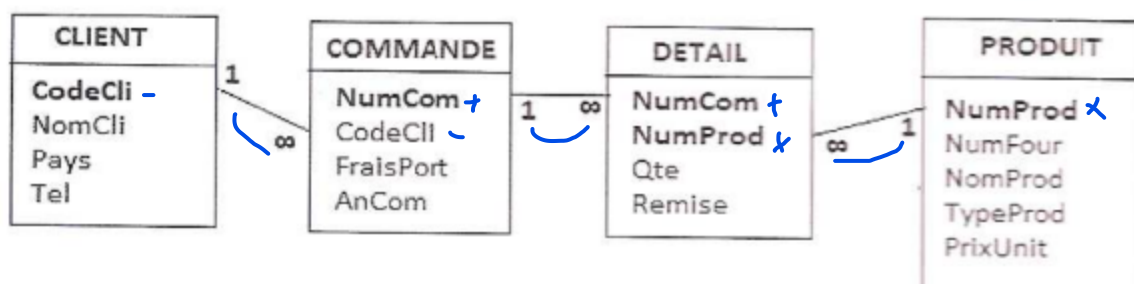 CLIENT
CodeCli -
NomCli
Pays
Tel
1
∞
COMMANDE
NumCom +
CodeCli -
FraisPort
AnCom
1
∞
DETAIL
NumCom +
NumProd x
Qte
Remise
∞
1
PRODUIT
NumProd x
NumFour
NomProd
TypeProd
PrixUnit